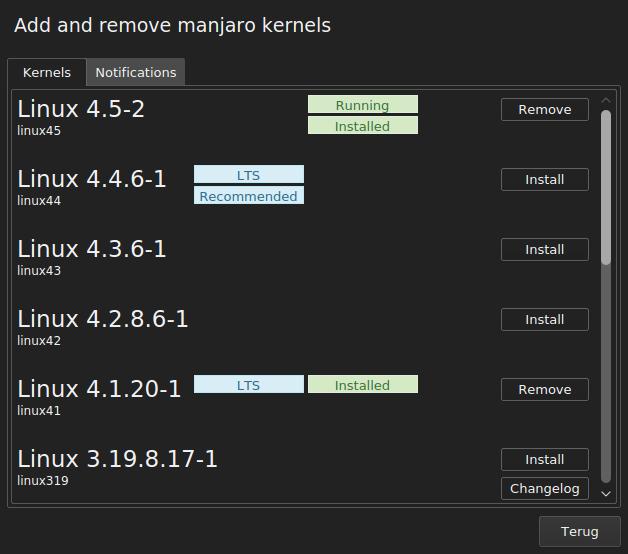 Add and remove manjaro kernels
Kernels Notifications
Linux 4.5-2 Running Remove
linux45 Installed
Linux 4.4.6-1 LTS Install
linux44 Recommended
Linux 4.3.6-1 Install
linux43
Linux 4.2.8.6-1 Install
linux42
Linux 4.1.20-1 LTS Installed Remove
linux41
Linux 3.19.8.17-1 Install
linux319 Changelog
Terug